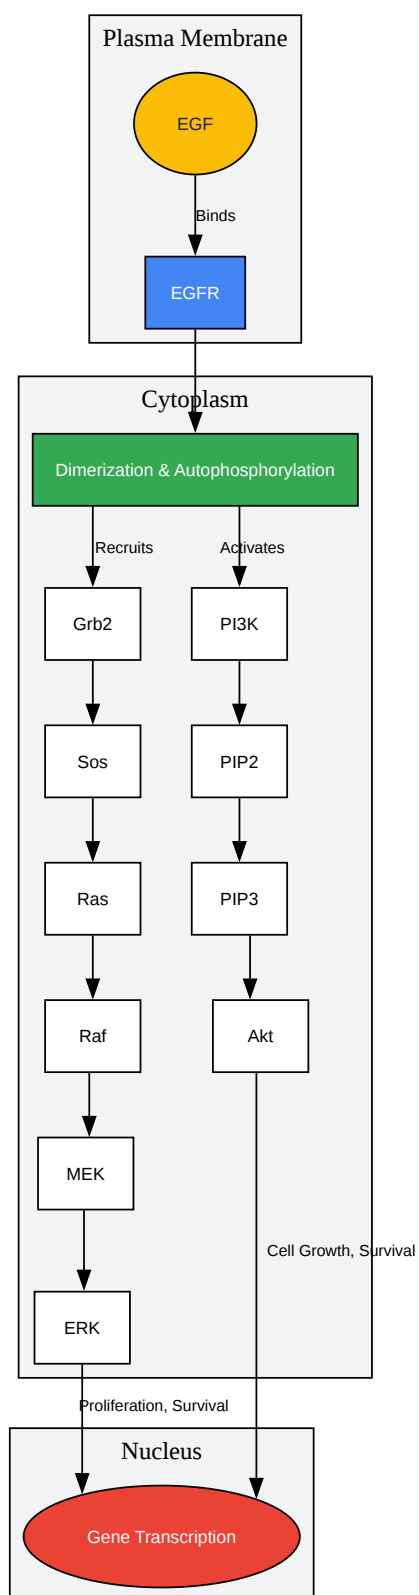 Plasma Membrane
EGF
Binds
EGFR
Cytoplasm
Dimerization & Autophosphorylation
Recruits
Activates
Grb2
PI3K
Sos
PIP2
Ras
PIP3
Raf
Akt
MEK
Cell Growth, Survival
ERK
Proliferation, Survival
Nucleus
Gene Transcription